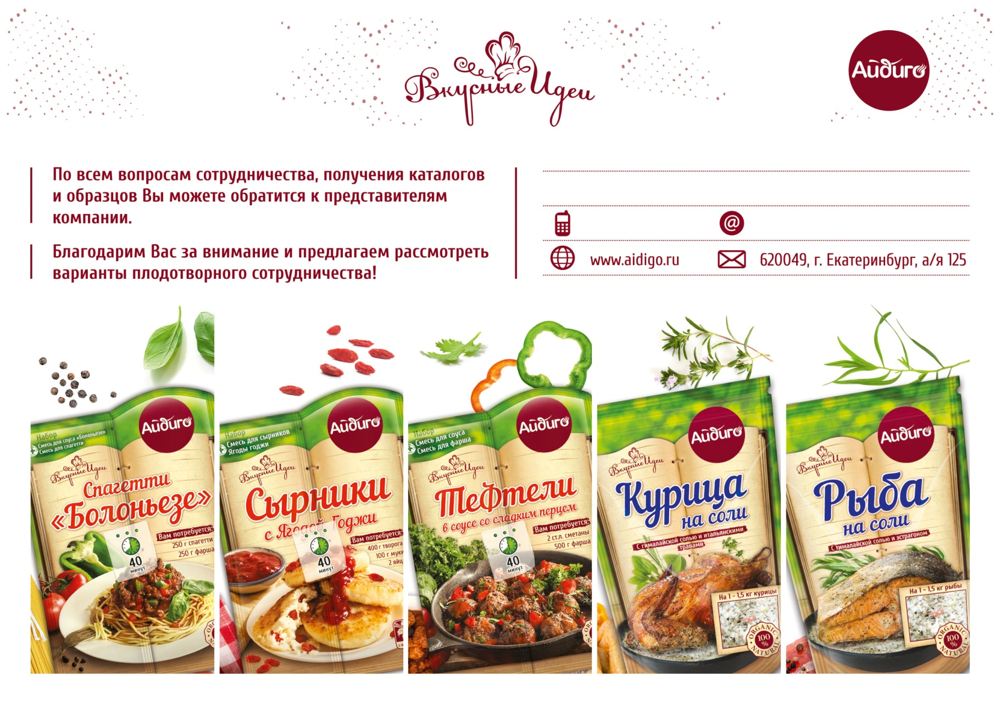 Вкусные Идеи
Айдиго
По всем вопросам сотрудничества, получения каталогов
и образцов Вы можете обратится к представителям
компании.
Благодарим Вас за внимание и предлагаем рассмотреть
варианты плодотворного сотрудничества!
@
www.aidigo.ru
620049, г. Екатеринбург, а/я 125
Набор
Смесь для соуса «Болоньезе»
Смесь для спагетти
Айдиго
Вкусные Идеи
Спагетти
«Болоньезе»
Вам потребуется:
250 г спагетти
250 г фарша
40
минут
Набор
Смесь для сырников
Ягоды годжи
Айдиго
Вкусные Идеи
Сырники
с Ягодой Годжи
Вам потребуется:
400 г творога
100 г муки
2 яйц
40
минут
Набор
Смесь для соуса
Смесь для фарша
Айдиго
Вкусные Идеи
Тефтели
в соусе со сладким перцем
Вам потребуется:
2 ст.л. сметаны
500 г фарша
40
минут
Айдиго
Вкусные Идеи
Курица
на соли
С гималайской солью и итальянскими
травами
На 1 - 1,5 кг курицы
ORGANIC
100
%
NATURAL
Айдиго
Вкусные Идеи
Рыба
на соли
С гималайской солью и эстрагоном
На 1 - 1,5 кг рыбы
ORGANIC
100
%
NATURAL